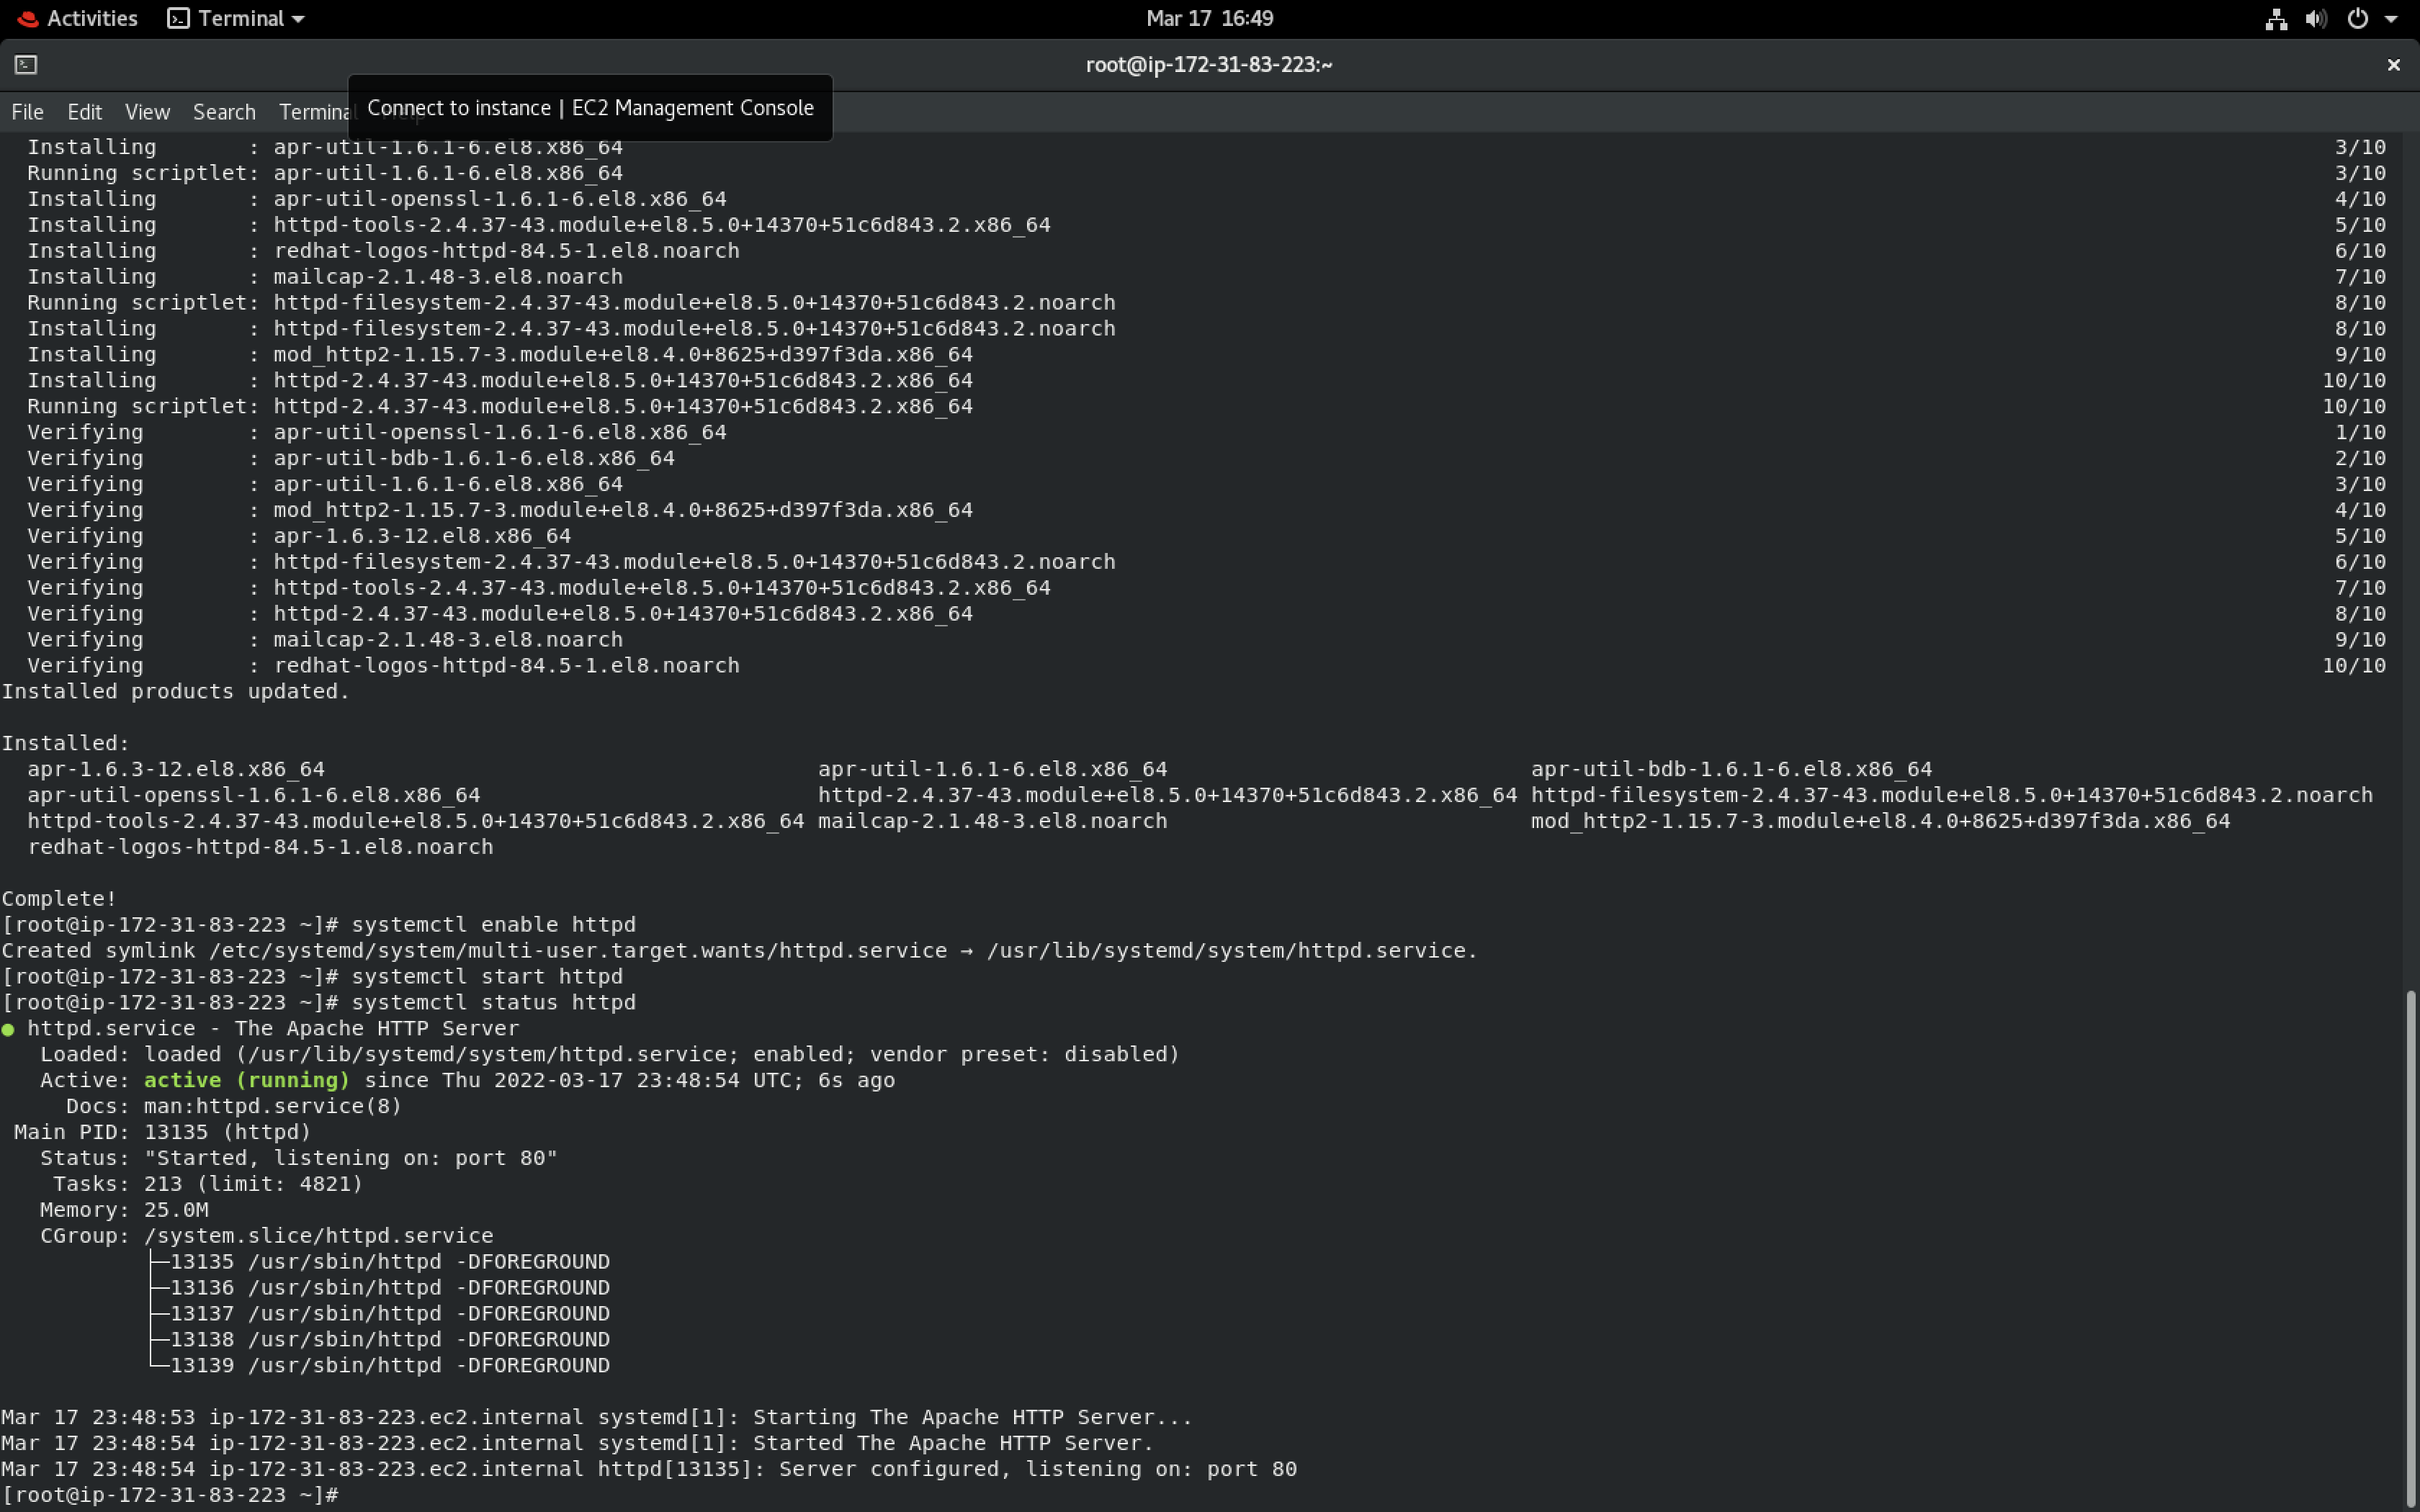 Activities Terminal Mar 17 16:49
root@ip-172-31-83-223:~
File Edit View Search Terminal
Connect to instance | EC2 Management Console
Installing : apr-util-1.6.1-6.el8.x86_64 3/10
Running scriptlet: apr-util-1.6.1-6.el8.x86_64 3/10
Installing : apr-util-openssl-1.6.1-6.el8.x86_64 4/10
Installing : httpd-tools-2.4.37-43.module+el8.5.0+14370+51c6d843.2.x86_64 5/10
Installing : redhat-logos-httpd-84.5-1.el8.noarch 6/10
Installing : mailcap-2.1.48-3.el8.noarch 7/10
Running scriptlet: httpd-filesystem-2.4.37-43.module+el8.5.0+14370+51c6d843.2.noarch 8/10
Installing : httpd-filesystem-2.4.37-43.module+el8.5.0+14370+51c6d843.2.noarch 8/10
Installing : mod_http2-1.15.7-3.module+el8.4.0+8625+d397f3da.x86_64 9/10
Installing : httpd-2.4.37-43.module+el8.5.0+14370+51c6d843.2.x86_64 10/10
Running scriptlet: httpd-2.4.37-43.module+el8.5.0+14370+51c6d843.2.x86_64 10/10
Verifying : apr-util-openssl-1.6.1-6.el8.x86_64 1/10
Verifying : apr-util-bdb-1.6.1-6.el8.x86_64 2/10
Verifying : apr-util-1.6.1-6.el8.x86_64 3/10
Verifying : mod_http2-1.15.7-3.module+el8.4.0+8625+d397f3da.x86_64 4/10
Verifying : apr-1.6.3-12.el8.x86_64 5/10
Verifying : httpd-filesystem-2.4.37-43.module+el8.5.0+14370+51c6d843.2.noarch 6/10
Verifying : httpd-tools-2.4.37-43.module+el8.5.0+14370+51c6d843.2.x86_64 7/10
Verifying : httpd-2.4.37-43.module+el8.5.0+14370+51c6d843.2.x86_64 8/10
Verifying : mailcap-2.1.48-3.el8.noarch 9/10
Verifying : redhat-logos-httpd-84.5-1.el8.noarch 10/10
Installed products updated.
Installed:
apr-1.6.3-12.el8.x86_64 apr-util-1.6.1-6.el8.x86_64 apr-util-bdb-1.6.1-6.el8.x86_64
apr-util-openssl-1.6.1-6.el8.x86_64 httpd-2.4.37-43.module+el8.5.0+14370+51c6d843.2.x86_64 httpd-filesystem-2.4.37-43.module+el8.5.0+14370+51c6d843.2.noarch
httpd-tools-2.4.37-43.module+el8.5.0+14370+51c6d843.2.x86_64 mailcap-2.1.48-3.el8.noarch mod_http2-1.15.7-3.module+el8.4.0+8625+d397f3da.x86_64
redhat-logos-httpd-84.5-1.el8.noarch
Complete!
[root@ip-172-31-83-223 ~]# systemctl enable httpd
Created symlink /etc/systemd/system/multi-user.target.wants/httpd.service → /usr/lib/systemd/system/httpd.service.
[root@ip-172-31-83-223 ~]# systemctl start httpd
[root@ip-172-31-83-223 ~]# systemctl status httpd
● httpd.service - The Apache HTTP Server
Loaded: loaded (/usr/lib/systemd/system/httpd.service; enabled; vendor preset: disabled)
Active: active (running) since Thu 2022-03-17 23:48:54 UTC; 6s ago
Docs: man:httpd.service(8)
Main PID: 13135 (httpd)
Status: "Started, listening on: port 80"
Tasks: 213 (limit: 4821)
Memory: 25.0M
CGroup: /system.slice/httpd.service
├─13135 /usr/sbin/httpd -DFOREGROUND
├─13136 /usr/sbin/httpd -DFOREGROUND
├─13137 /usr/sbin/httpd -DFOREGROUND
├─13138 /usr/sbin/httpd -DFOREGROUND
└─13139 /usr/sbin/httpd -DFOREGROUND
Mar 17 23:48:53 ip-172-31-83-223.ec2.internal systemd[1]: Starting The Apache HTTP Server...
Mar 17 23:48:54 ip-172-31-83-223.ec2.internal systemd[1]: Started The Apache HTTP Server.
Mar 17 23:48:54 ip-172-31-83-223.ec2.internal httpd[13135]: Server configured, listening on: port 80
[root@ip-172-31-83-223 ~]#